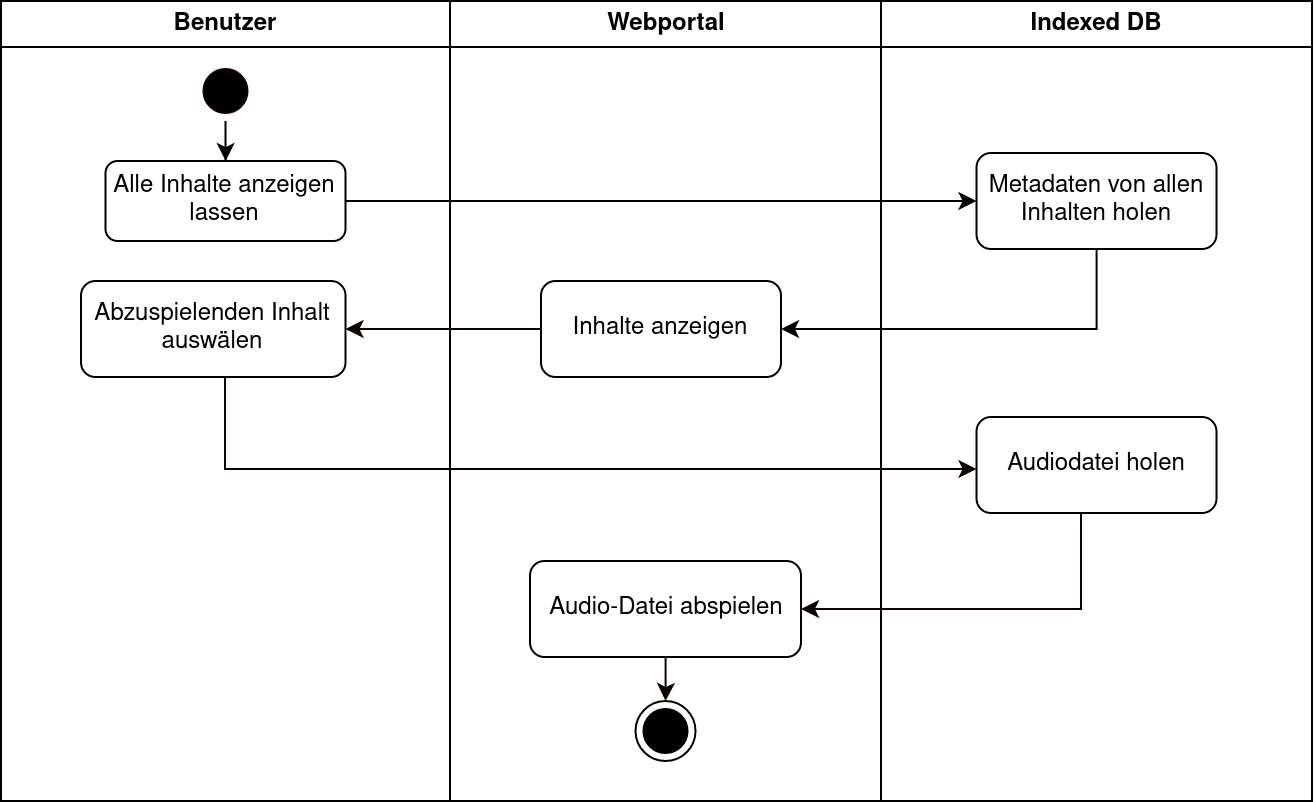 Benutzer
Webportal
Indexed DB
Alle Inhalte anzeigen
lassen
Metadaten von allen
Inhalten holen
Abzuspielenden Inhalt
auswälen
Inhalte anzeigen
Audiodatei holen
Audio-Datei abspielen